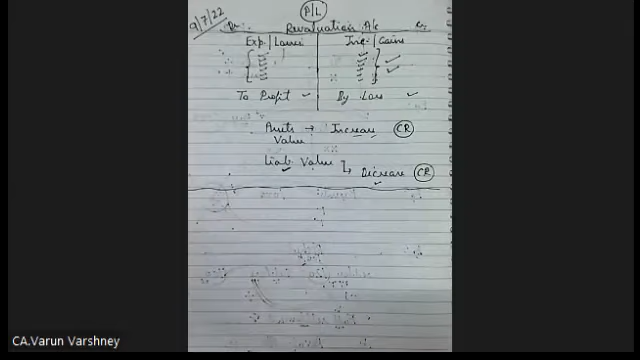 P/L
9/7/22 Dr. Revaluation A/c Cr.
Exp. / Losses Inc. / Gains
To Profit By Loss
Assets → Increase CR
Value
Liab. Value
Decrease CR
CA.Varun Varshney